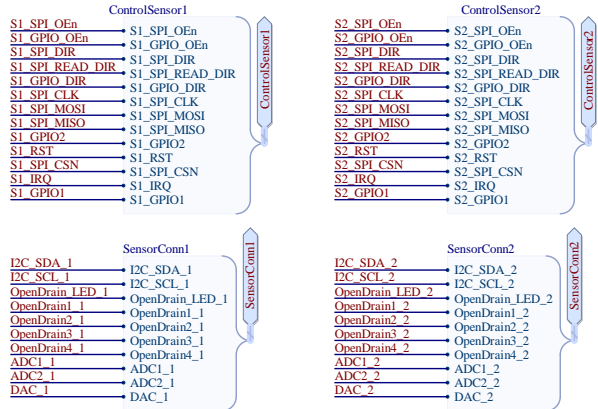 ControlSensor1
S1_SPI_OEn
S1_GPIO_OEn
S1_SPI_DIR
S1_SPI_READ_DIR
S1_GPIO_DIR
S1_SPI_CLK
S1_SPI_MOSI
S1_SPI_MISO
S1_GPIO2
S1_RST
S1_SPI_CSN
S1_IRQ
S1_GPIO1
S1_SPI_OEn
S1_GPIO_OEn
S1_SPI_DIR
S1_SPI_READ_DIR
S1_GPIO_DIR
S1_SPI_CLK
S1_SPI_MOSI
S1_SPI_MISO
S1_GPIO2
S1_RST
S1_SPI_CSN
S1_IRQ
S1_GPIO1
ControlSensor1
ControlSensor2
S2_SPI_OEn
S2_GPIO_OEn
S2_SPI_DIR
S2_SPI_READ_DIR
S2_GPIO_DIR
S2_SPI_CLK
S2_SPI_MOSI
S2_SPI_MISO
S2_GPIO2
S2_RST
S2_SPI_CSN
S2_IRQ
S2_GPIO1
S2_SPI_OEn
S2_GPIO_OEn
S2_SPI_DIR
S2_SPI_READ_DIR
S2_GPIO_DIR
S2_SPI_CLK
S2_SPI_MOSI
S2_SPI_MISO
S2_GPIO2
S2_RST
S2_SPI_CSN
S2_IRQ
S2_GPIO1
ControlSensor2
SensorConn1
I2C_SDA_1
I2C_SCL_1
OpenDrain_LED_1
OpenDrain1_1
OpenDrain2_1
OpenDrain3_1
OpenDrain4_1
ADC1_1
ADC2_1
DAC_1
I2C_SDA_1
I2C_SCL_1
OpenDrain_LED_1
OpenDrain1_1
OpenDrain2_1
OpenDrain3_1
OpenDrain4_1
ADC1_1
ADC2_1
DAC_1
SensorConn1
SensorConn2
I2C_SDA_2
I2C_SCL_2
OpenDrain_LED_2
OpenDrain1_2
OpenDrain2_2
OpenDrain3_2
OpenDrain4_2
ADC1_2
ADC2_2
DAC_2
I2C_SDA_2
I2C_SCL_2
OpenDrain_LED_2
OpenDrain1_2
OpenDrain2_2
OpenDrain3_2
OpenDrain4_2
ADC1_2
ADC2_2
DAC_2
SensorConn2